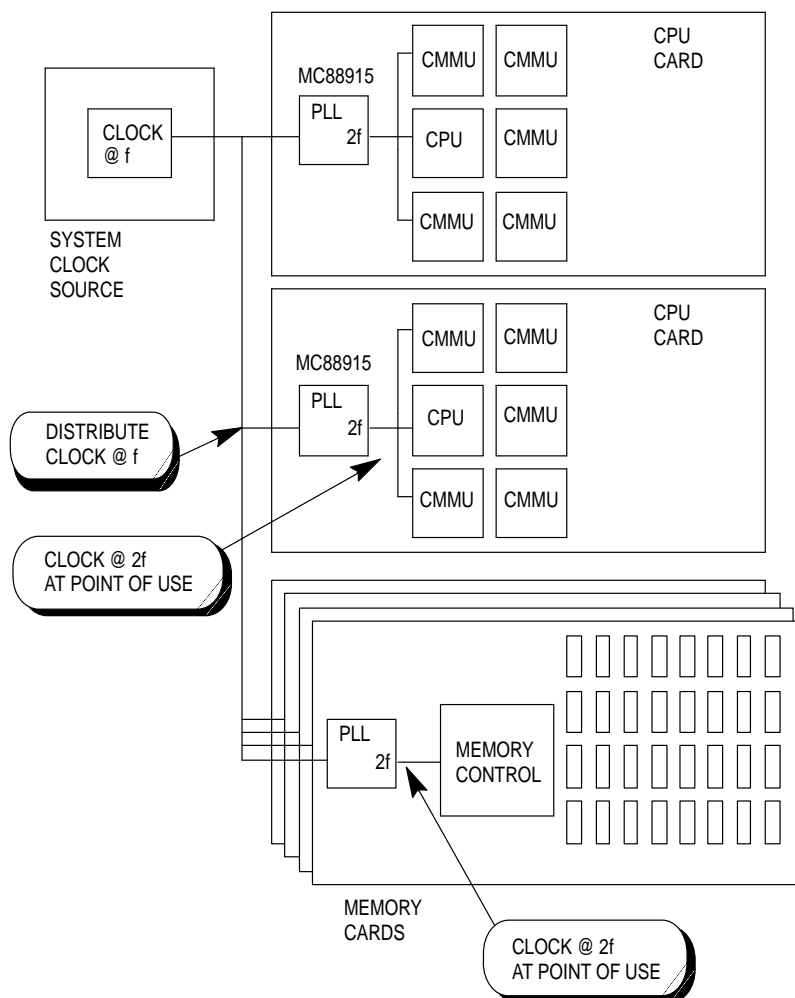 CPU
CARD
CMMU
CMMU
MC88915
PLL
2f
CLOCK
@ f
CPU
CMMU
CMMU
CMMU
SYSTEM
CLOCK
SOURCE
CPU
CARD
CMMU
CMMU
MC88915
PLL
2f
CPU
CMMU
DISTRIBUTE
CLOCK @ f
CMMU
CMMU
CLOCK @ 2f
AT POINT OF USE
PLL
2f
MEMORY
CONTROL
MEMORY
CARDS
CLOCK @ 2f
AT POINT OF USE